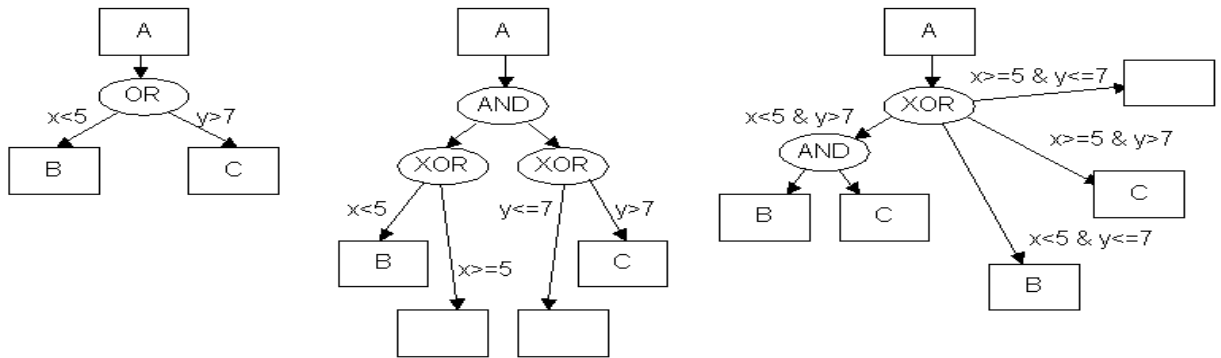 A
OR
x<5
y>7
B
C
A
AND
XOR
XOR
x<5
y<=7
y>7
B
x>=5
C
A
x>=5 & y<=7
XOR
x<5 & y>7
x>=5 & y>7
AND
B
C
C
x<5 & y<=7
B